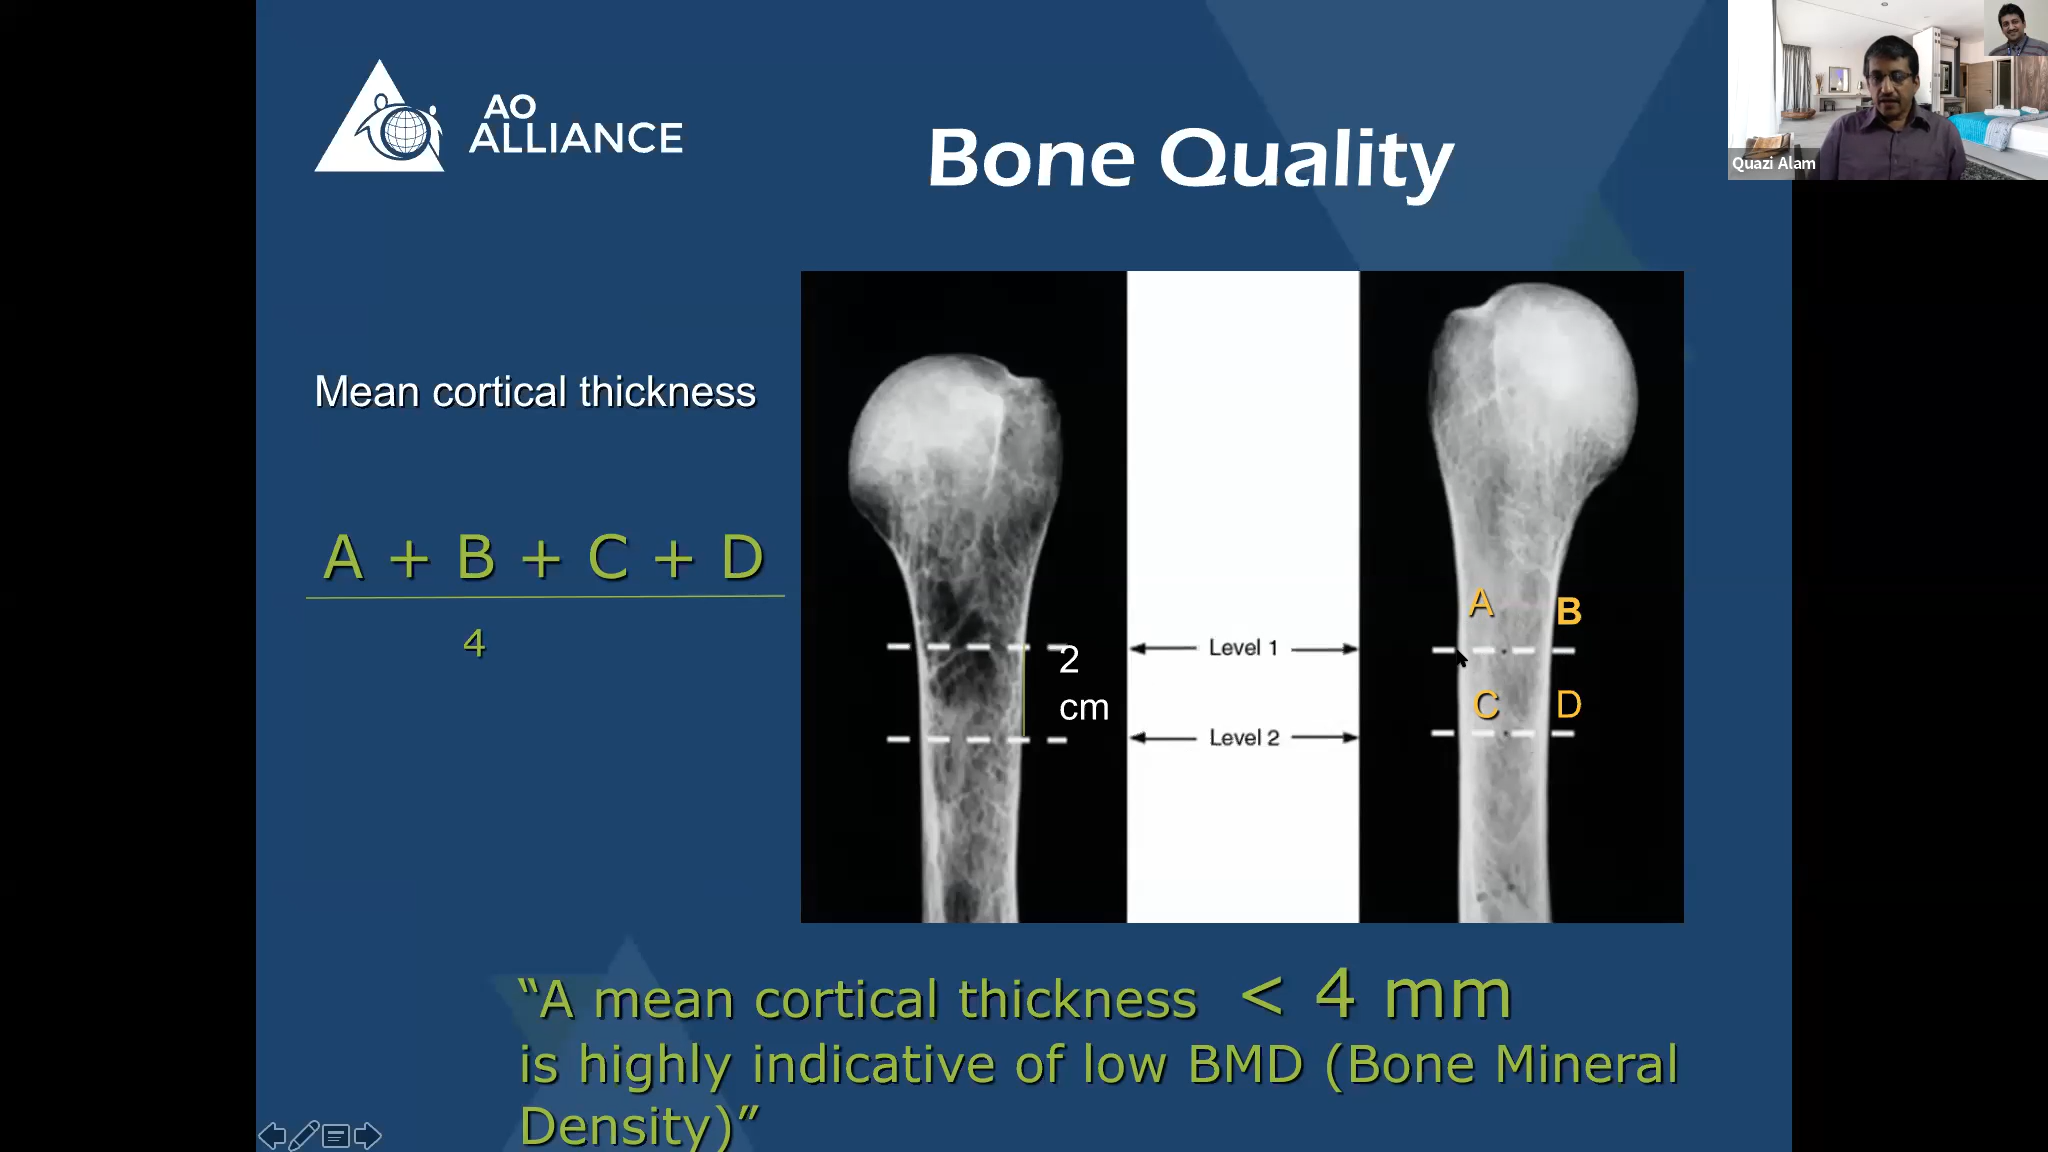 AO
ALLIANCE
Bone Quality
Quazi Alam
Mean cortical thickness
A + B + C + D
4
2
cm
Level 1
Level 2
A
B
C
D
“A mean cortical thickness < 4 mm
is highly indicative of low BMD (Bone Mineral
Density)”